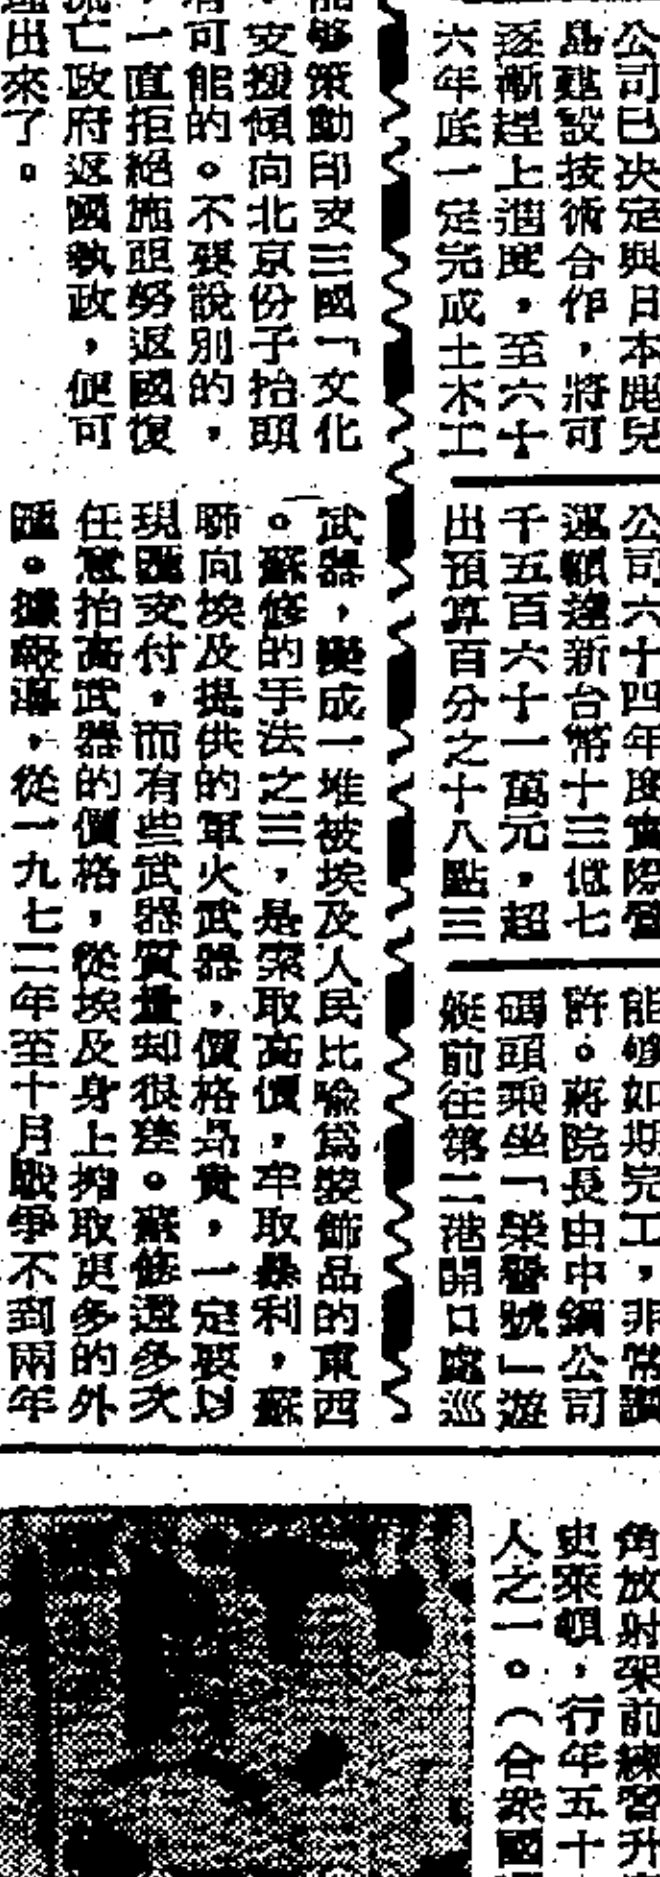 公司已決定與日本鹿兒
島建設技術合作，將可
逐漸趕上進度，至六十
六年底一定完成土木工
公司六十四年度實際營
運額達新台幣十三億七
千五百六十一萬元，超
出預算百分之十八點三
能够如期完工，非常讚
許。蔣院長由中鋼公司
碼頭乘坐「榮譽號」遊
艇前往第二港開口處巡
够策動印支三國「文化
。支援傾向北京份子抬頭
可能的。不要說別的，
，一直拒絕施亞努返國復
亡政府返國執政，便可
出來了。
武器，變成一堆被埃及人民比喻爲裝飾品的東西
。蘇修的手法之三，是索取高價，牟取暴利，蘇
聯向埃及提供的軍火武器，價格昂貴，一定要以
現匯支付，而有些武器質量却很差。蘇修還多次
任意抬高武器的價格，從埃及身上搾取更多的外
匯。據報導，從一九七二年至十月戰爭不到兩年
角放射架前練習升
史萊頓，行年五十
人之一。（合衆國